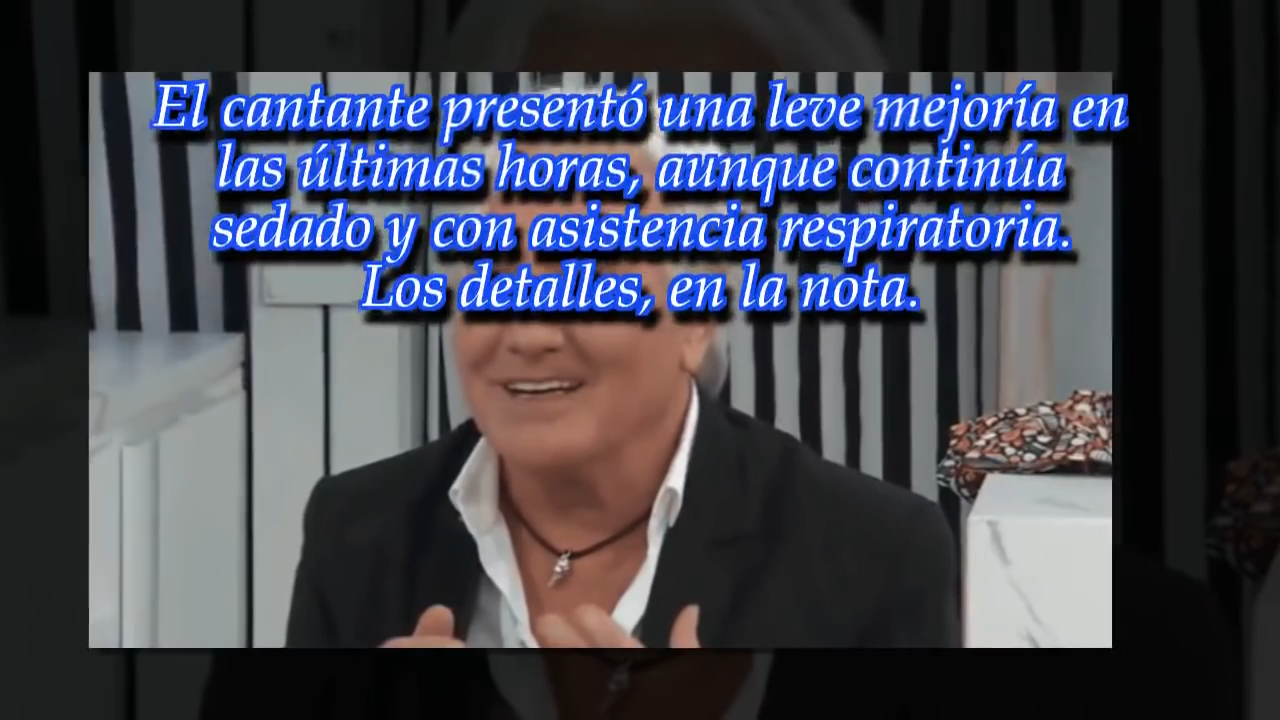 El cantante presentó una leve mejoría en
las últimas horas, aunque continúa
sedado y con asistencia respiratoria.
Los detalles, en la nota.